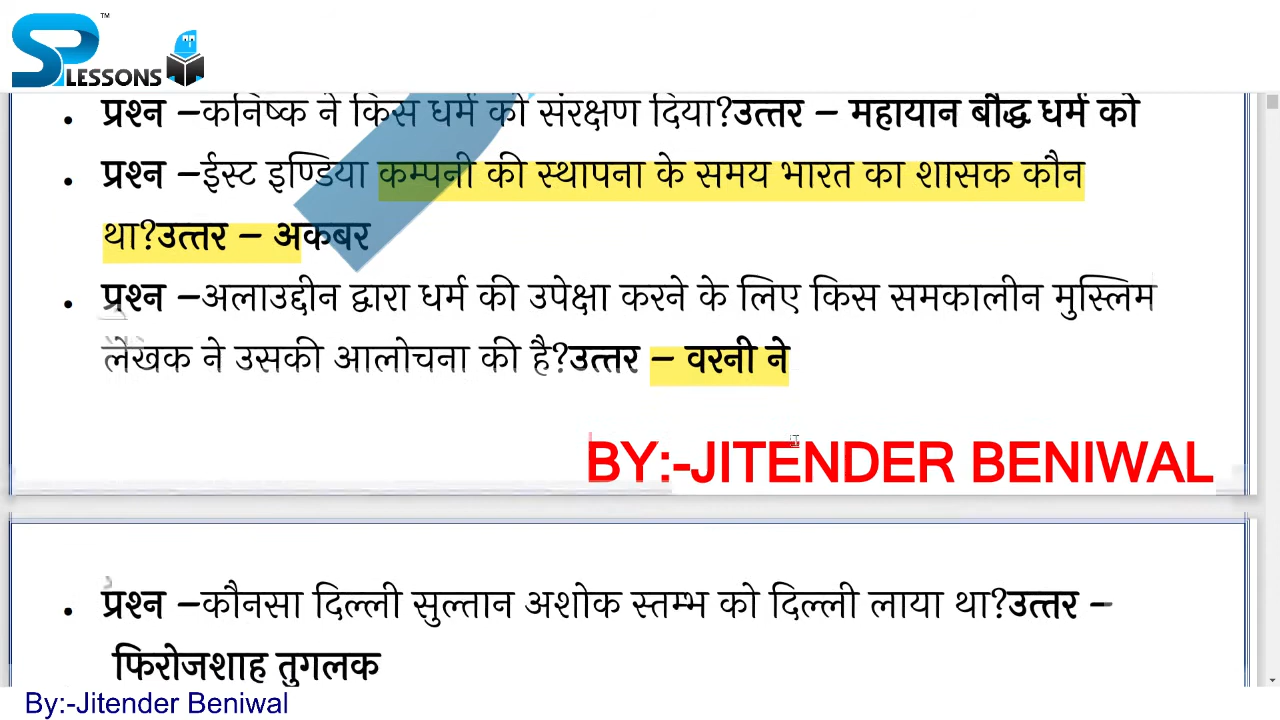 SP LESSONS ™
• प्रश्न –कनिष्क ने किस धर्म को संरक्षण दिया?उत्तर – महायान बौद्ध धर्म को
• प्रश्न –ईस्ट इण्डिया कम्पनी की स्थापना के समय भारत का शासक कौन
था?उत्तर – अकबर
• प्रश्न –अलाउद्दीन द्वारा धर्म की उपेक्षा करने के लिए किस समकालीन मुस्लिम
लेखक ने उसकी आलोचना की है?उत्तर – वरनी ने
BY:-JITENDER BENIWAL
• प्रश्न –कौनसा दिल्ली सुल्तान अशोक स्तम्भ को दिल्ली लाया था?उत्तर –
फिरोजशाह तुगलक
By:-Jitender Beniwal